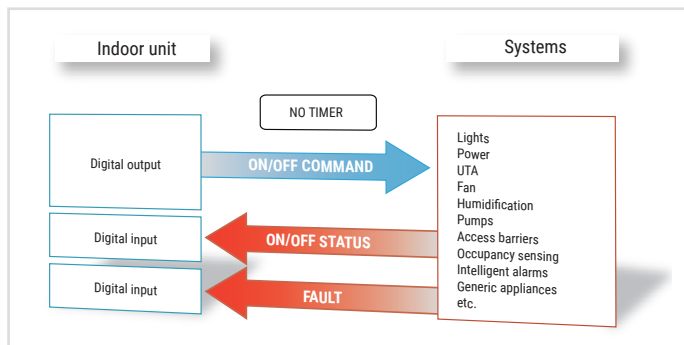 Indoor unit
Systems
NO TIMER
Digital output
ON/OFF COMMAND
Digital input
ON/OFF STATUS
Digital input
FAULT
Lights
Power
UTA
Fan
Humidification
Pumps
Access barriers
Occupancy sensing
Intelligent alarms
Generic appliances
etc.